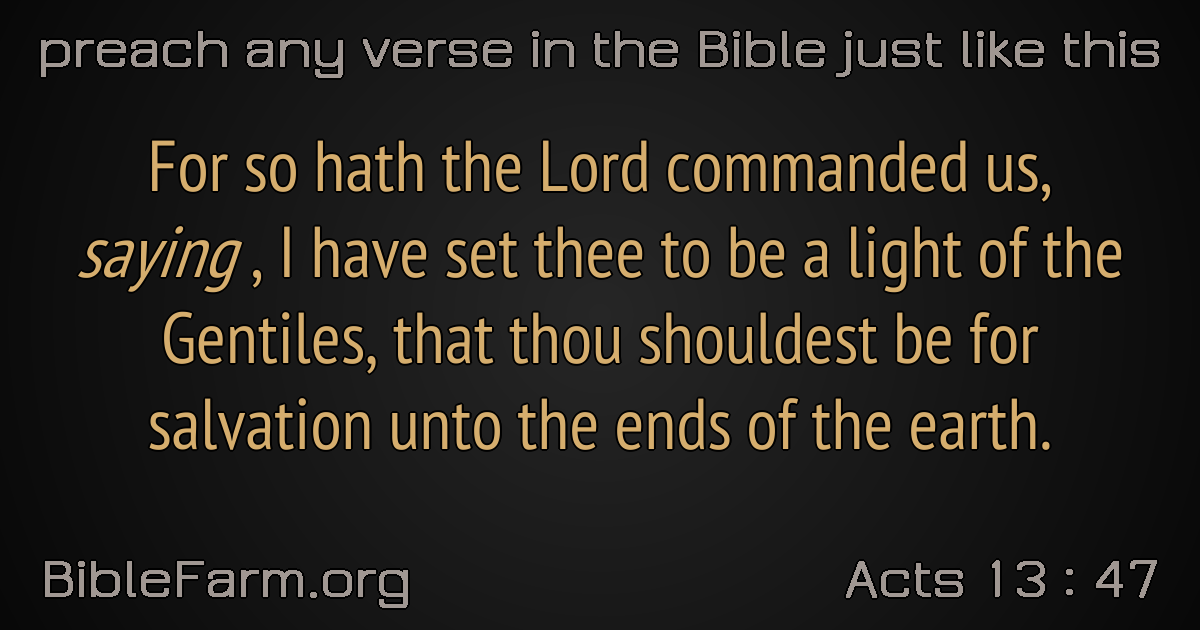 preach any verse in the Bible just like this
For so hath the Lord commanded us,
saying , I have set thee to be a light of the
Gentiles, that thou shouldest be for
salvation unto the ends of the earth.
BibleFarm.org
Acts 13 : 47